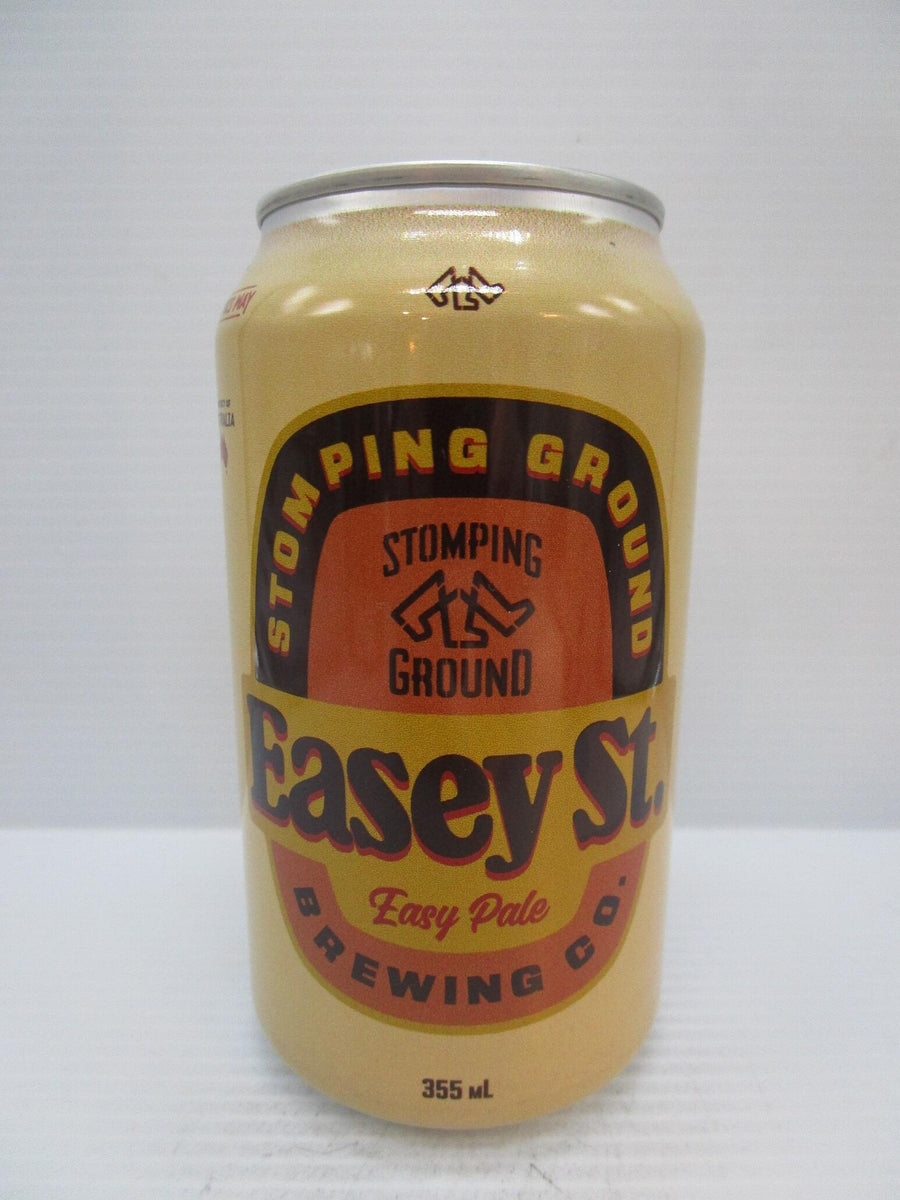 STOMPING GROUND
STOMPING
GROUND
Easey St.
Easy Pale
BREWING CO.
355 mL